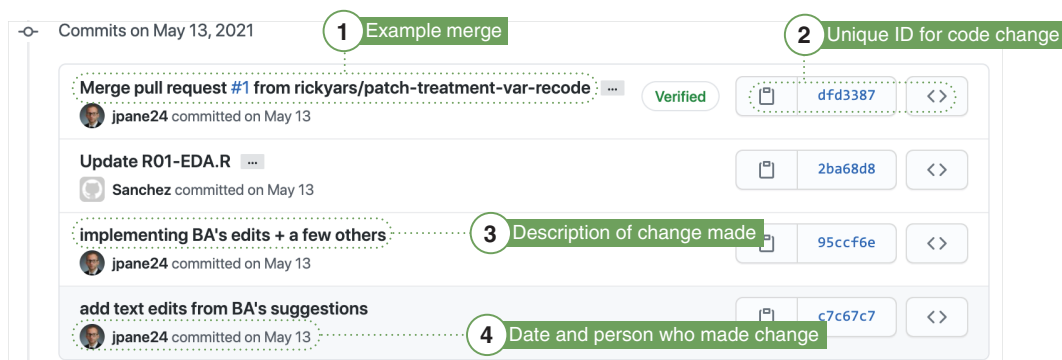 Commits on May 13, 2021
1 Example merge
2 Unique ID for code change
Merge pull request #1 from rickyars/patch-treatment-var-recode ...
Verified
dfd3387
jpane24 committed on May 13
Update R01-EDA.R ...
2ba68d8
Sanchez committed on May 13
implementing BA's edits + a few others
3 Description of change made
95ccf6e
jpane24 committed on May 13
add text edits from BA's suggestions
c7c67c7
jpane24 committed on May 13
4 Date and person who made change